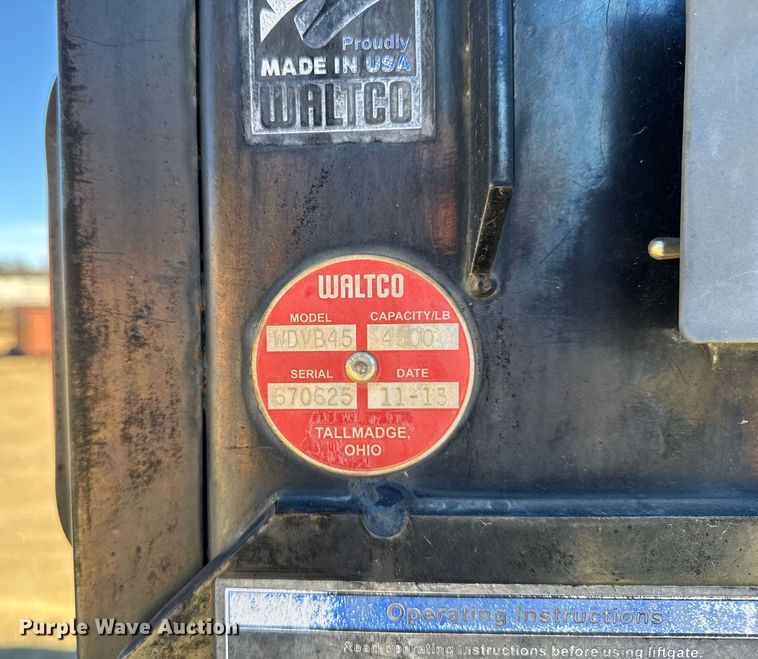 Proudly
MADE IN USA
WALTCO
WALTCO
MODEL CAPACITY/LB
WDVB45 4500
SERIAL DATE
670625 11-13
TALLMADGE,
OHIO
Operating Instructions
Read operating instructions before using liftgate.
Purple Wave Auction